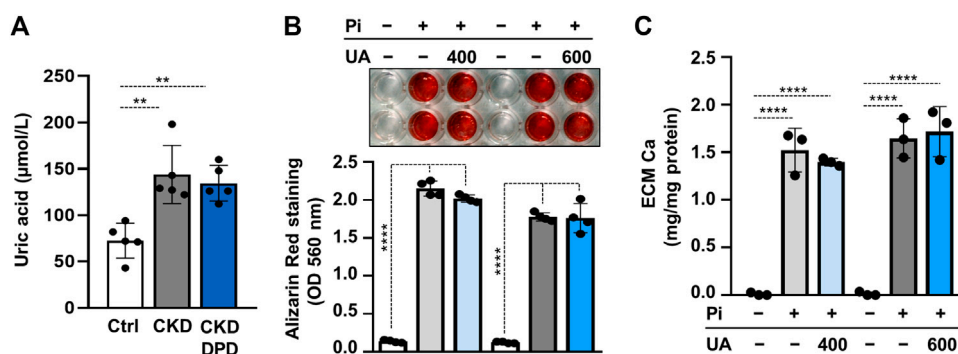 A
Uric acid (µmol/L)
250
200
150
100
50
0
**
**
Ctrl CKD CKD
DPD
B
Pi – + + – + +
UA – – 400 – – 600
Alizarin Red staining
(OD 560 nm)
2.5
2.0
1.5
1.0
0.0
****
****
C
ECM Ca
(mg/mg protein)
2.5
2.0
1.5
1.0
0.5
0.0
****
****
****
****
Pi – + + – + +
UA – – 400 – – 600